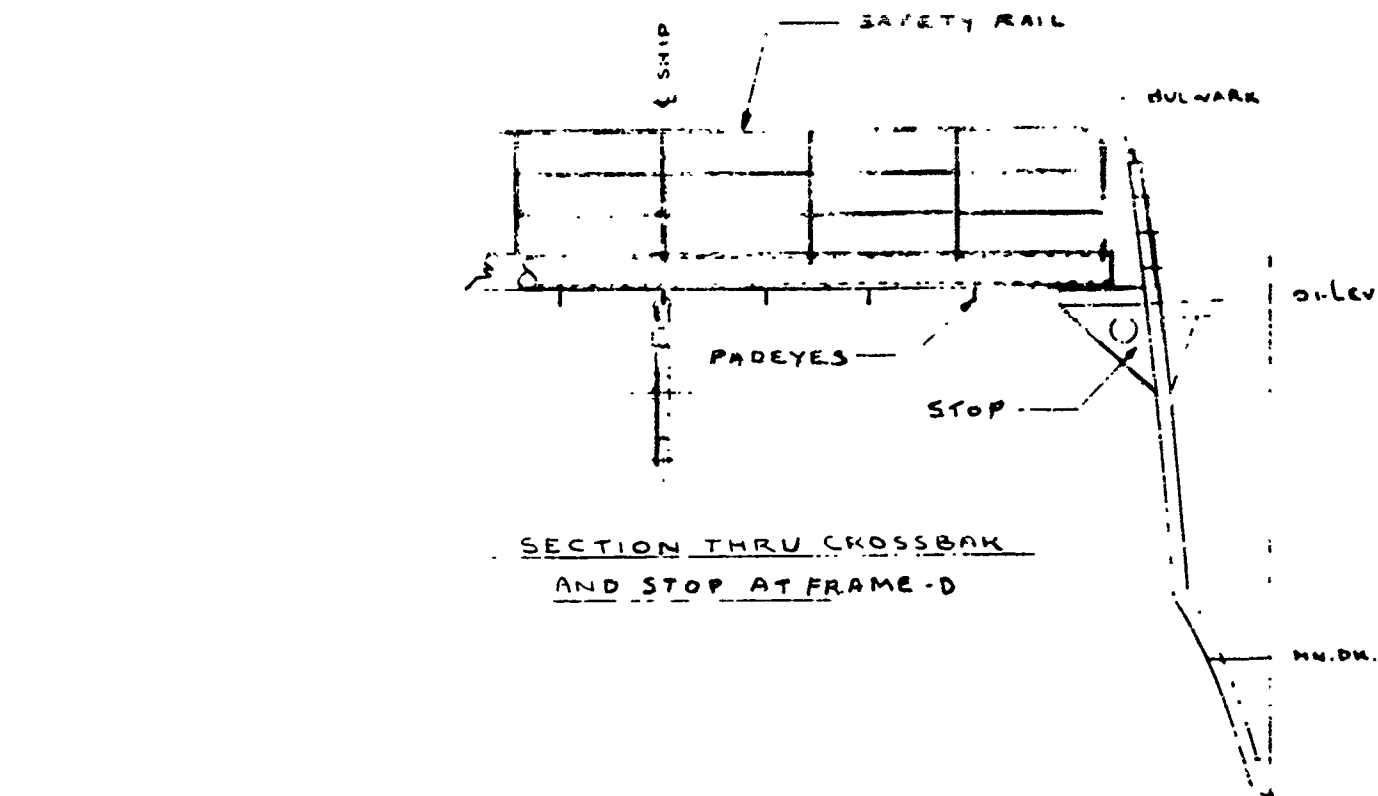 SAFETY RAIL
℄ SHIP
BULWARK
01-LEV
PADEYES
STOP
SECTION THRU CROSSBAR
AND STOP AT FRAME-D
MN.DK.